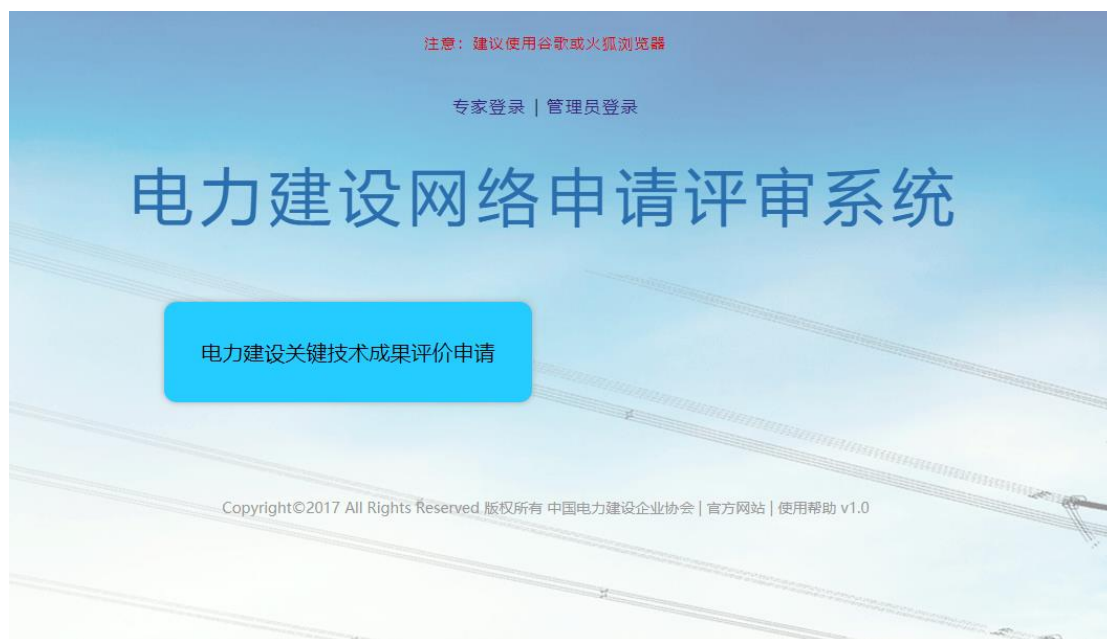 注意：建议使用谷歌或火狐浏览器
专家登录 | 管理员登录
电力建设网络申请评审系统
电力建设关键技术成果评价申请
Copyright©2017 All Rights Reserved 版权所有 中国电力建设企业协会 | 官方网站 | 使用帮助 v1.0